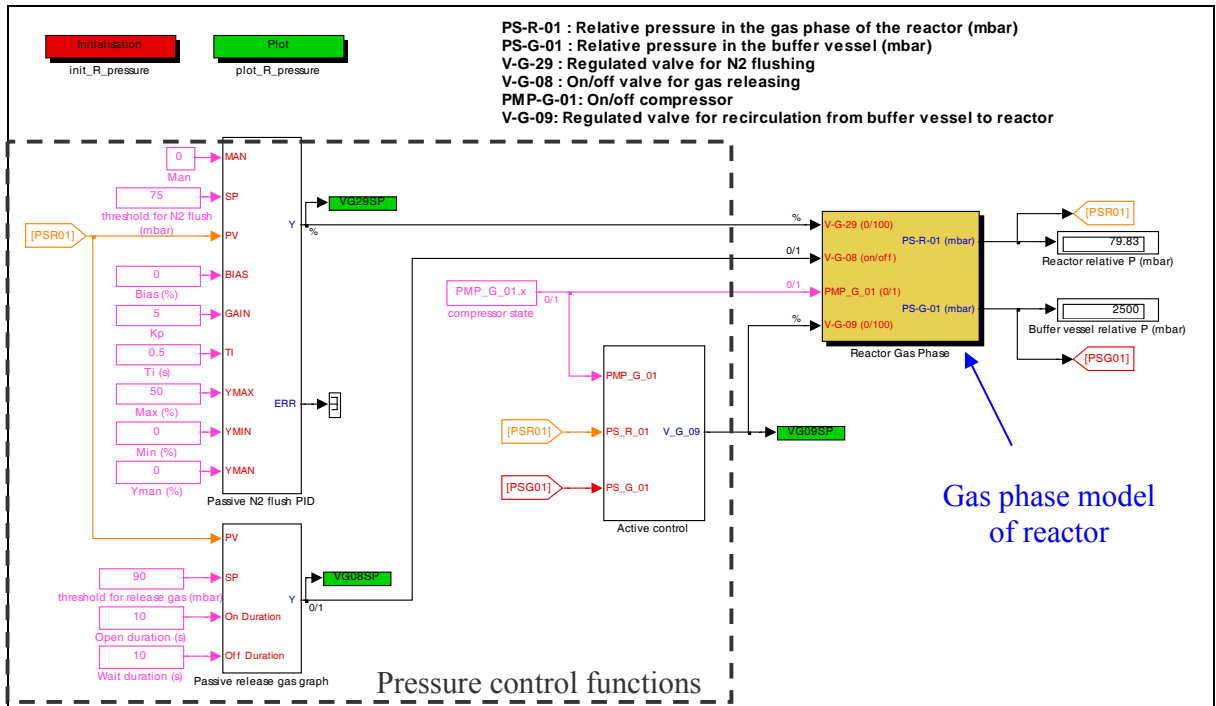 PS-R-01 : Relative pressure in the gas phase of the reactor (mbar)
PS-G-01 : Relative pressure in the buffer vessel (mbar)
V-G-29 : Regulated valve for N2 flushing
V-G-08 : On/off valve for gas releasing
PMP-G-01: On/off compressor
V-G-09: Regulated valve for recirculation from buffer vessel to reactor
Initialisation
init_R_pressure
Plot
plot_R_pressure
0
Man
75
threshold for N2 flush
(mbar)
[PSR01]
0
Bias (%)
5
Kp
0.5
Ti (s)
50
Max (%)
0
Min (%)
0
Yman (%)
MAN
SP
PV
BIAS
GAIN
TI
YMAX
YMIN
YMAN
Y
ERR
Passive N2 flush PID
%
VG29SP
90
threshold for release gas (mbar)
10
Open duration (s)
10
Wait duration (s)
PV
SP
On Duration
Off Duration
Y
Passive release gas graph
0/1
VG08SP
PMP_G_01.x
0/1
compressor state
[PSR01]
[PSG01]
PMP_G_01
PS_R_01
PS_G_01
V_G_09
Active control
VG09SP
%
0/1
0/1
%
V-G-29 (0/100)
V-G-08 (on/off)
PMP_G_01 (0/1)
V-G-09 (0/100)
PS-R-01 (mbar)
PS-G-01 (mbar)
Reactor Gas Phase
[PSR01]
79.83
Reactor relative P (mbar)
2500
Buffer vessel relative P (mbar)
[PSG01]
Gas phase model
of reactor
Pressure control functions